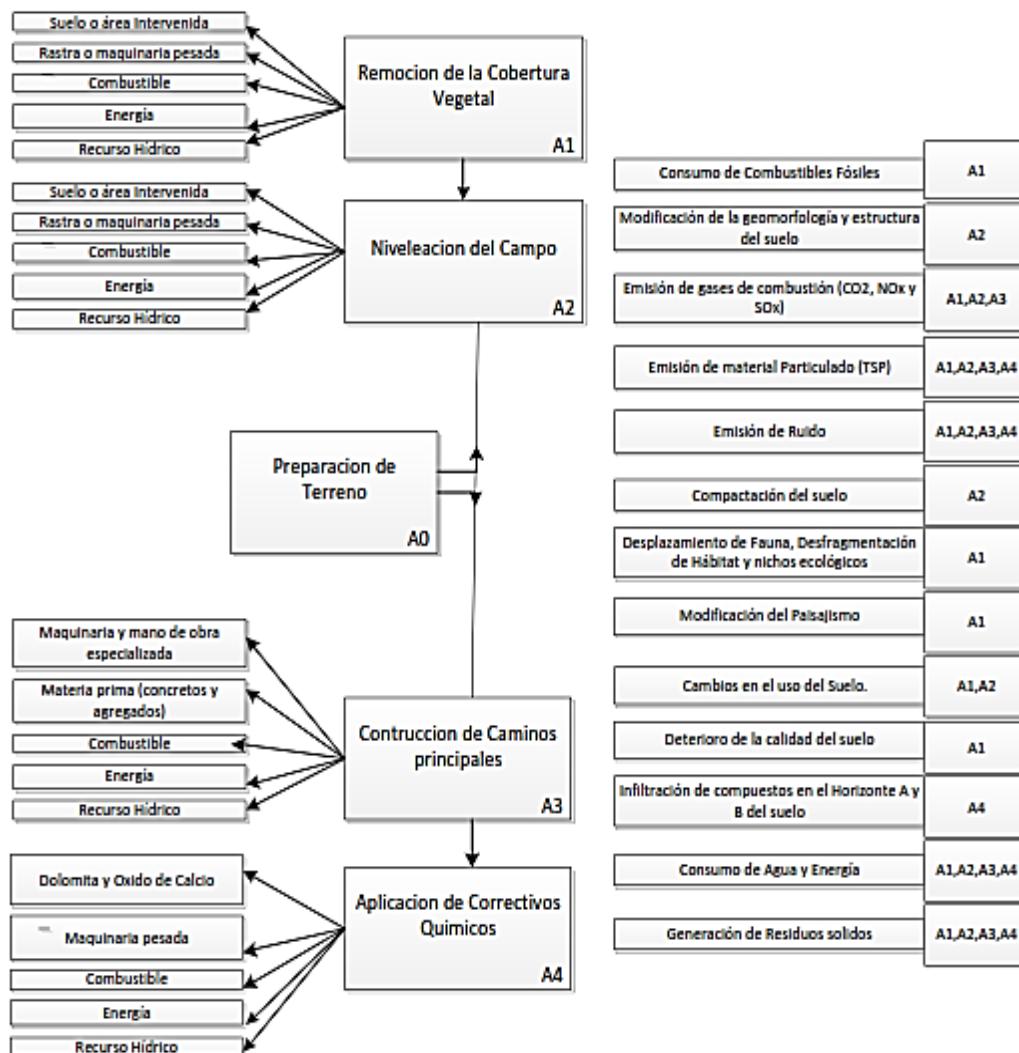 Suelo o área Intervenida
Rastra o maquinaria pesada
Combustible
Energía
Recurso Hídrico
Remocion de la Cobertura
Vegetal
A1
Suelo o área Intervenida
Rastra o maquinaria pesada
Combustible
Energía
Recurso Hídrico
Niveleacion del Campo
A2
Preparacion de
Terreno
A0
Maquinaria y mano de obra
especializada
Materia prima (concretos y
agregados)
Combustible
Energía
Recurso Hídrico
Contruccion de Caminos
principales
A3
Dolomita y Oxido de Calcio
Maquinaria pesada
Combustible
Energía
Recurso Hídrico
Aplicacion de Correctivos
Quimicos
A4
Consumo de Combustibles Fósiles
A1
Modificación de la geomorfología y estructura
del suelo
A2
Emisión de gases de combustión (CO2, NOx y
SOx)
A1,A2,A3
Emisión de material Particulado (TSP)
A1,A2,A3,A4
Emisión de Ruido
A1,A2,A3,A4
Compactación del suelo
A2
Desplazamiento de Fauna, Desfragmentación
de Hábitat y nichos ecológicos
A1
Modificación del Paisajismo
A1
Cambios en el uso del Suelo.
A1,A2
Deterioro de la calidad del suelo
A1
Infiltración de compuestos en el Horizonte A y
B del suelo
A4
Consumo de Agua y Energía
A1,A2,A3,A4
Generación de Residuos solidos
A1,A2,A3,A4